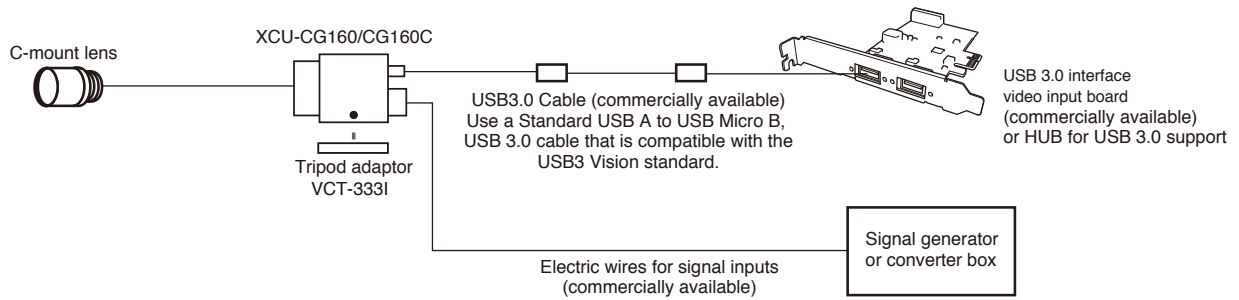 C-mount lens
XCU-CG160/CG160C
Tripod adaptor
VCT-333I
USB3.0 Cable (commercially available)
Use a Standard USB A to USB Micro B,
USB 3.0 cable that is compatible with the
USB3 Vision standard.
USB 3.0 interface
video input board
(commercially available)
or HUB for USB 3.0 support
Electric wires for signal inputs
(commercially available)
Signal generator
or converter box